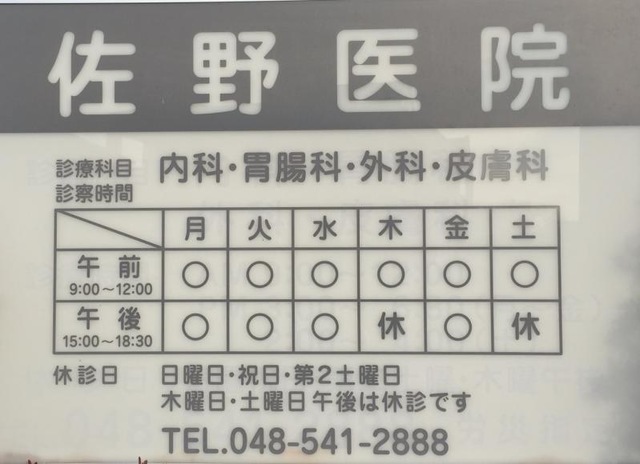 佐野医院
診療科目 内科・胃腸科・外科・皮膚科
診察時間
月 火 水 木 金 土
午前 9:00～12:00 ○ ○ ○ ○ ○ ○
午後 15:00～18:30 ○ ○ ○ 休 ○ 休
休診日 日曜日・祝日・第2土曜日
木曜日・土曜日午後は休診です
TEL.048-541-2888